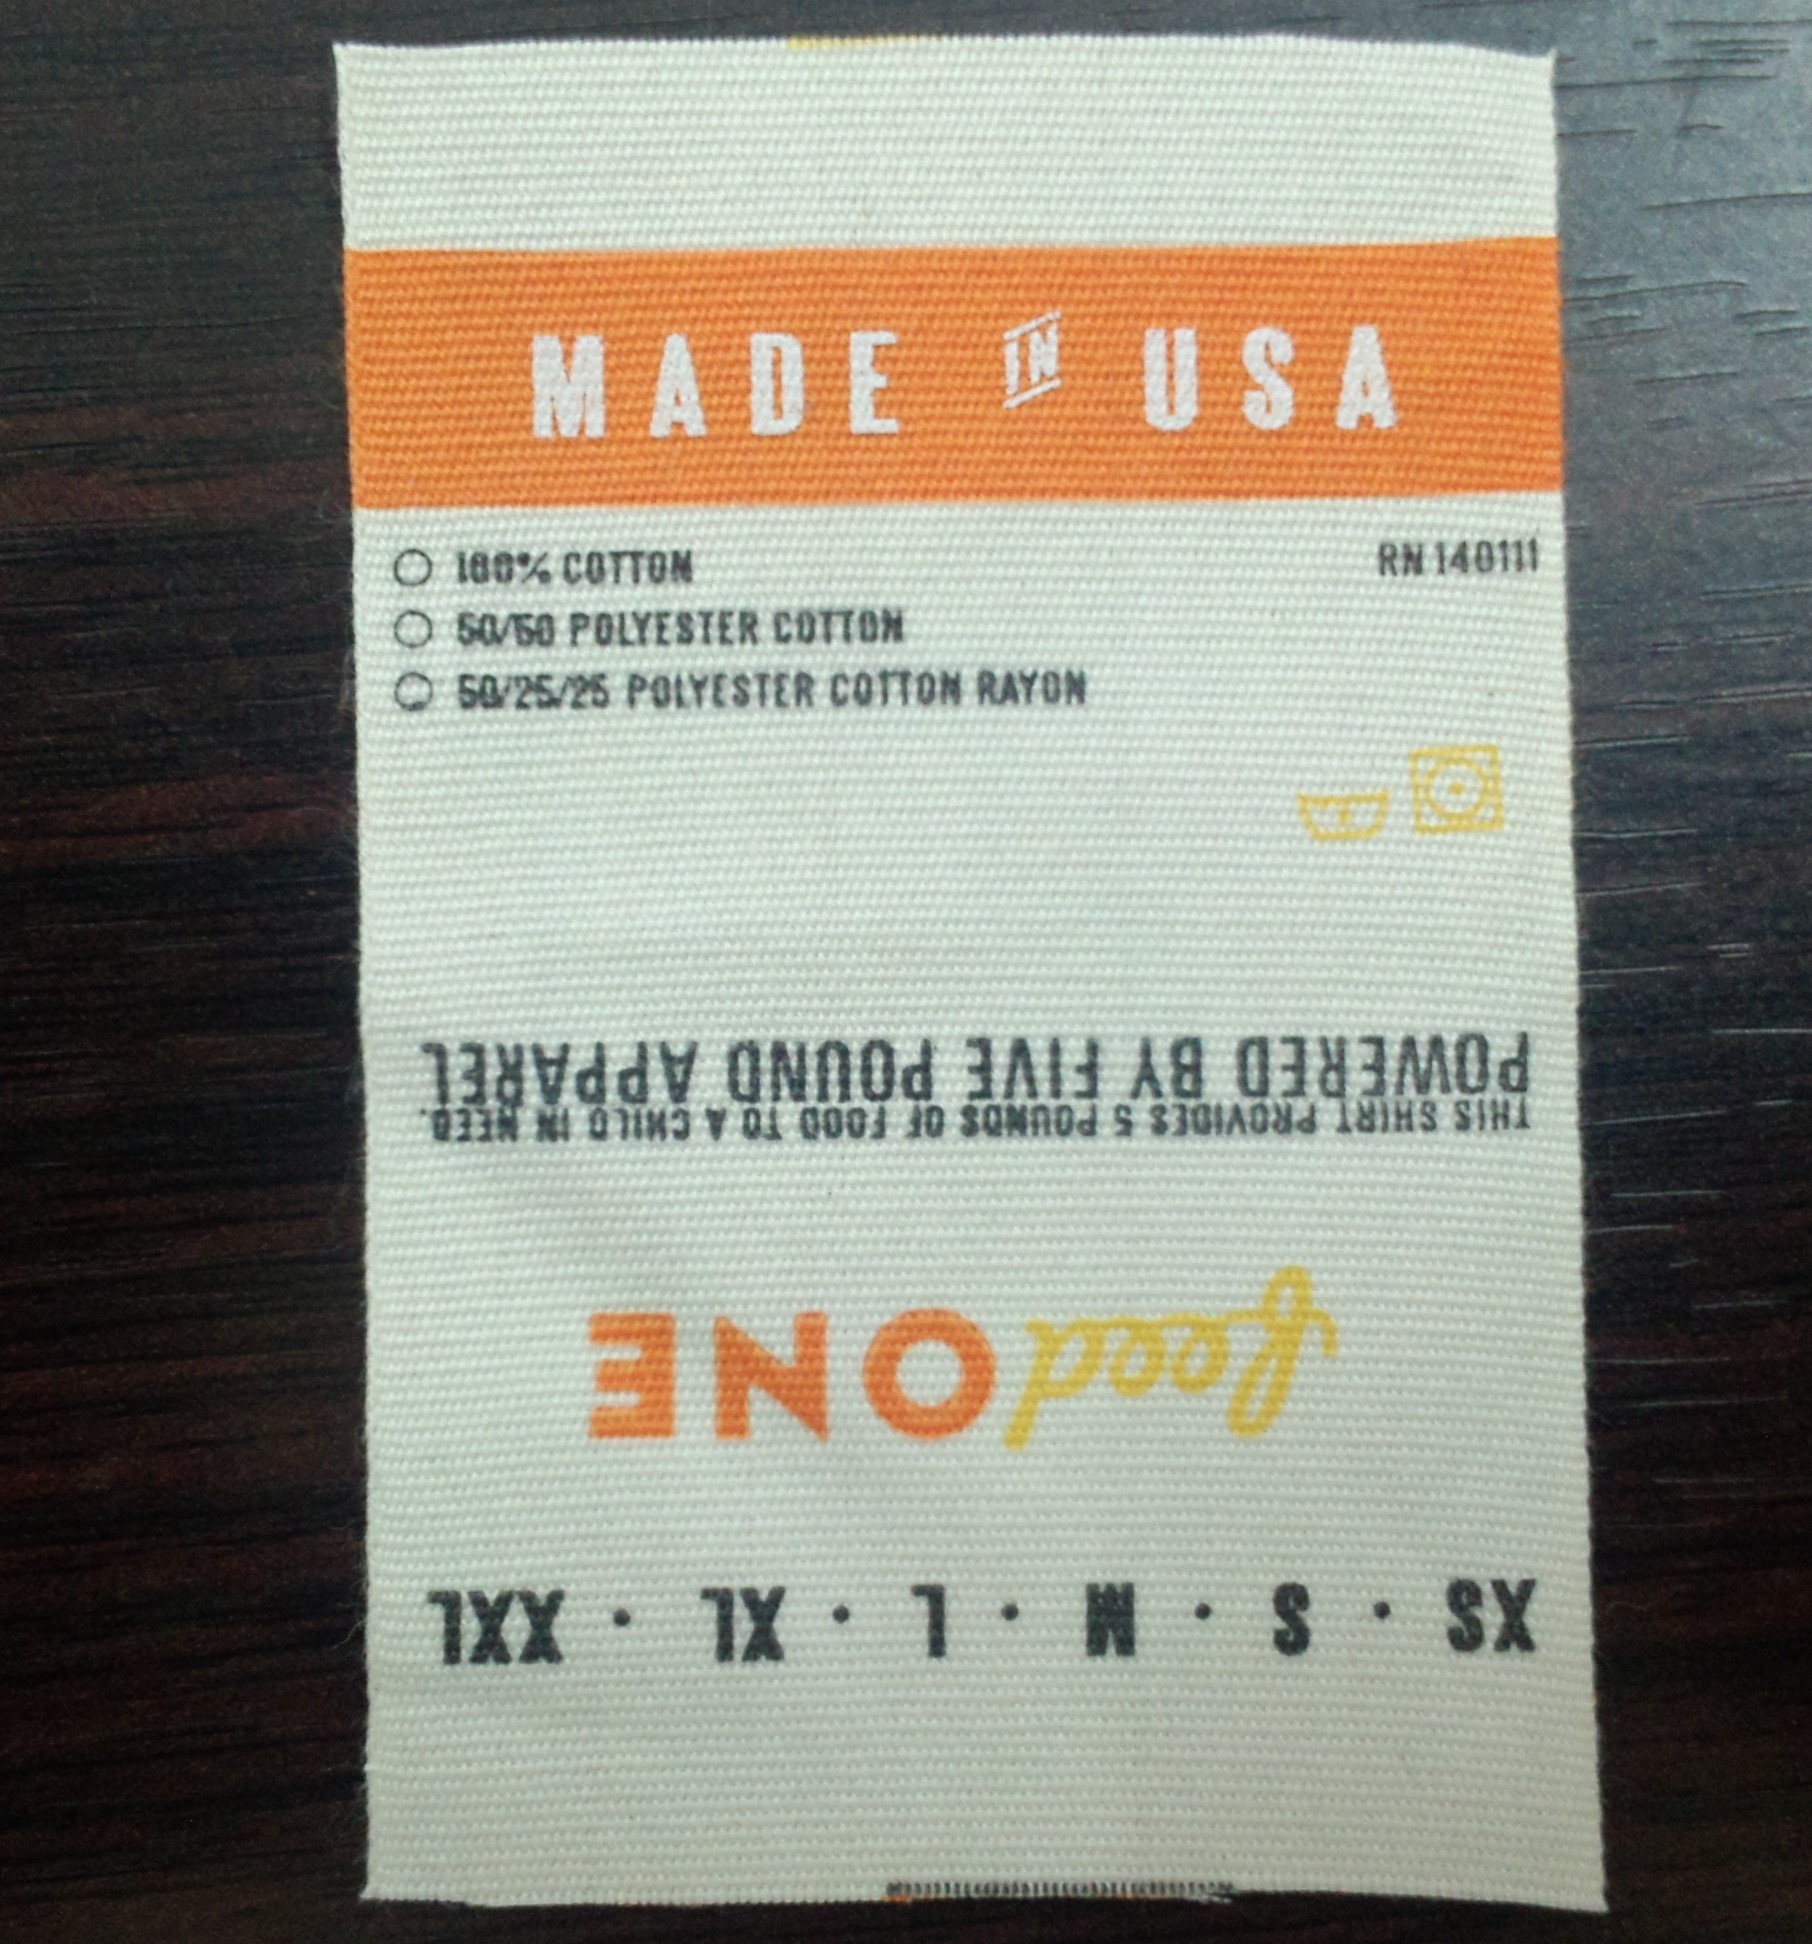 MADE IN USA
100% COTTON
RN 140111
50/50 POLYESTER COTTON
50/25/25 POLYESTER COTTON RAYON
XS · S · M · L · XL · XXL
feedONE
THIS SHIRT PROVIDES 5 POUNDS OF FOOD TO A CHILD IN NEED.
POWERED BY FIVE POUND APPAREL